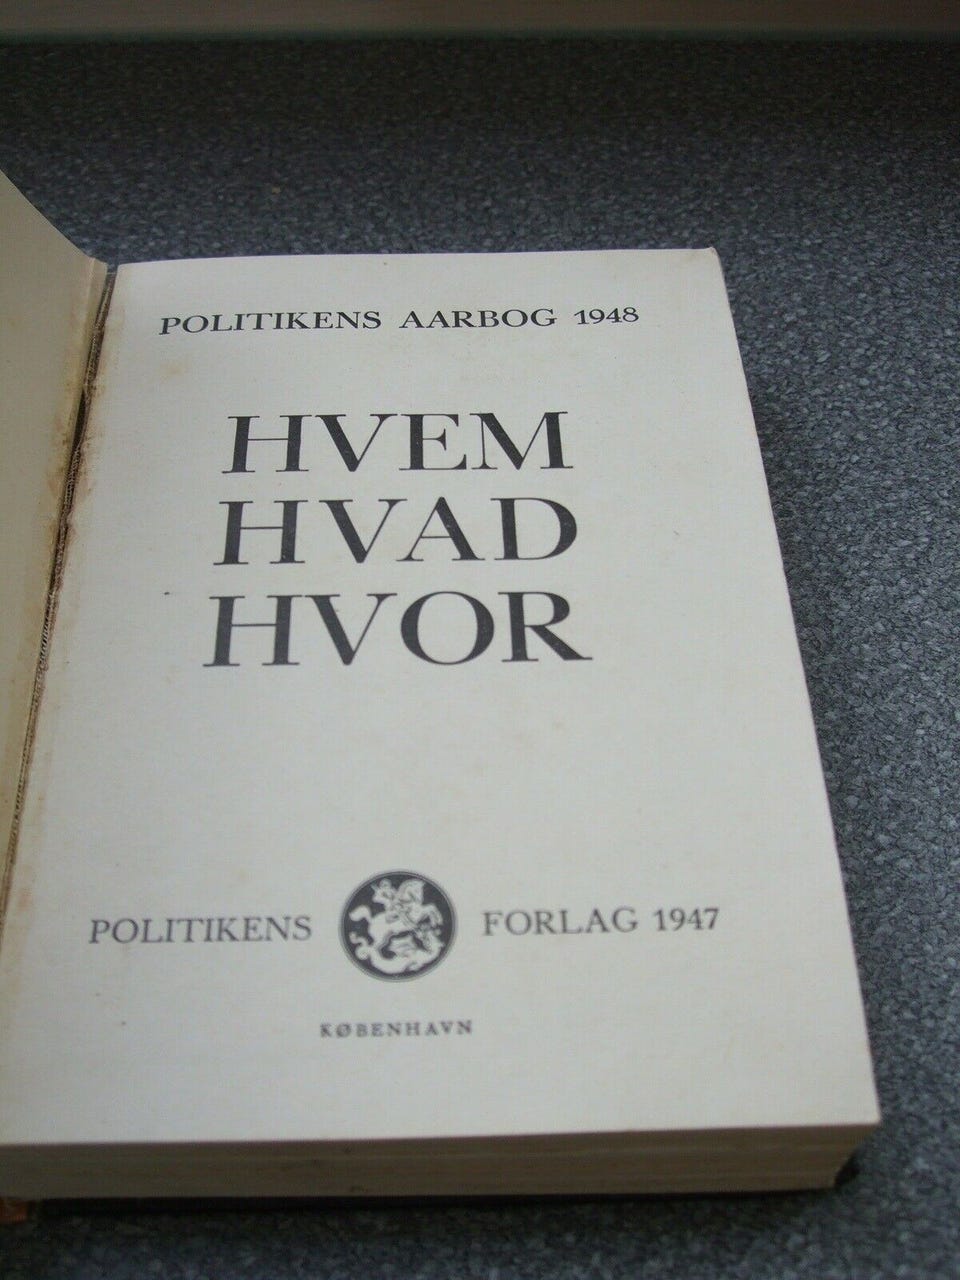 POLITIKENS AARBOG 1948
HVEM
HVAD
HVOR
POLITIKENS FORLAG 1947
KØBENHAVN